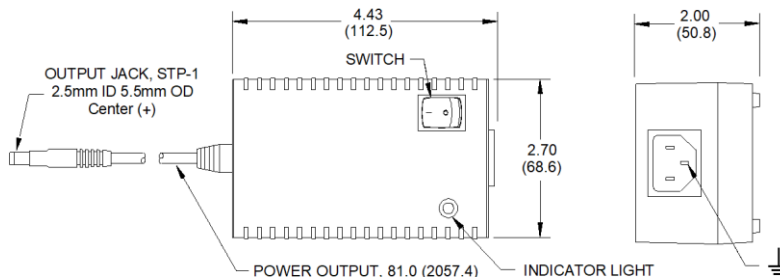 4.43
(112.5)
2.00
(50.8)
SWITCH
OUTPUT JACK, STP-1
2.5mm ID 5.5mm OD
Center (+)
2.70
(68.6)
POWER OUTPUT, 81.0 (2057.4)
INDICATOR LIGHT